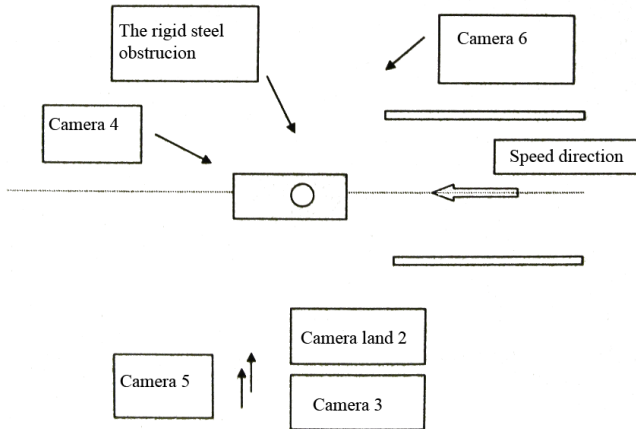 The rigid steel
obstrucion
Camera 6
Camera 4
Speed direction
Camera land 2
Camera 5
Camera 3